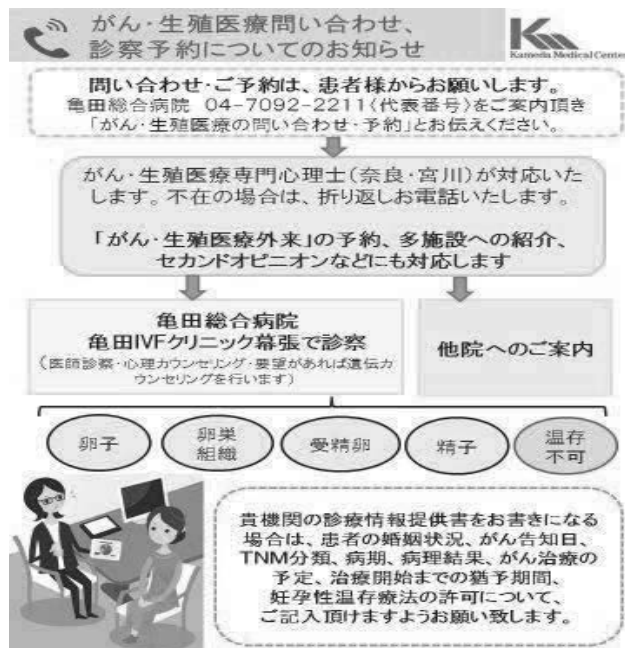 がん・生殖医療問い合わせ、
診察予約についてのお知らせ
Kameda Medical Center
問い合わせ・ご予約は、患者様からお願いします。
亀田総合病院 04-7092-2211(代表番号)をご案内頂き
「がん・生殖医療の問い合わせ・予約」とお伝えください。
がん・生殖医療専門心理士(奈良・宮川)が対応いた
します。不在の場合は、折り返しお電話いたします。
「がん・生殖医療外来」の予約、多施設への紹介、
セカンドオピニオンなどにも対応します
亀田総合病院
亀田IVFクリニック幕張で診察
(医師診察・心理カウンセリング・要望があれば遺伝カ
ウンセリングを行います)
他院へのご案内
卵子
卵巣
組織
受精卵
精子
温存
不可
貴機関の診療情報提供書をお書きになる
場合は、患者の婚姻状況、がん告知日、
TNM分類、病期、病理結果、がん治療の
予定、治療開始までの猶予期間、
妊孕性温存療法の許可について、
ご記入頂けますようお願い致します。